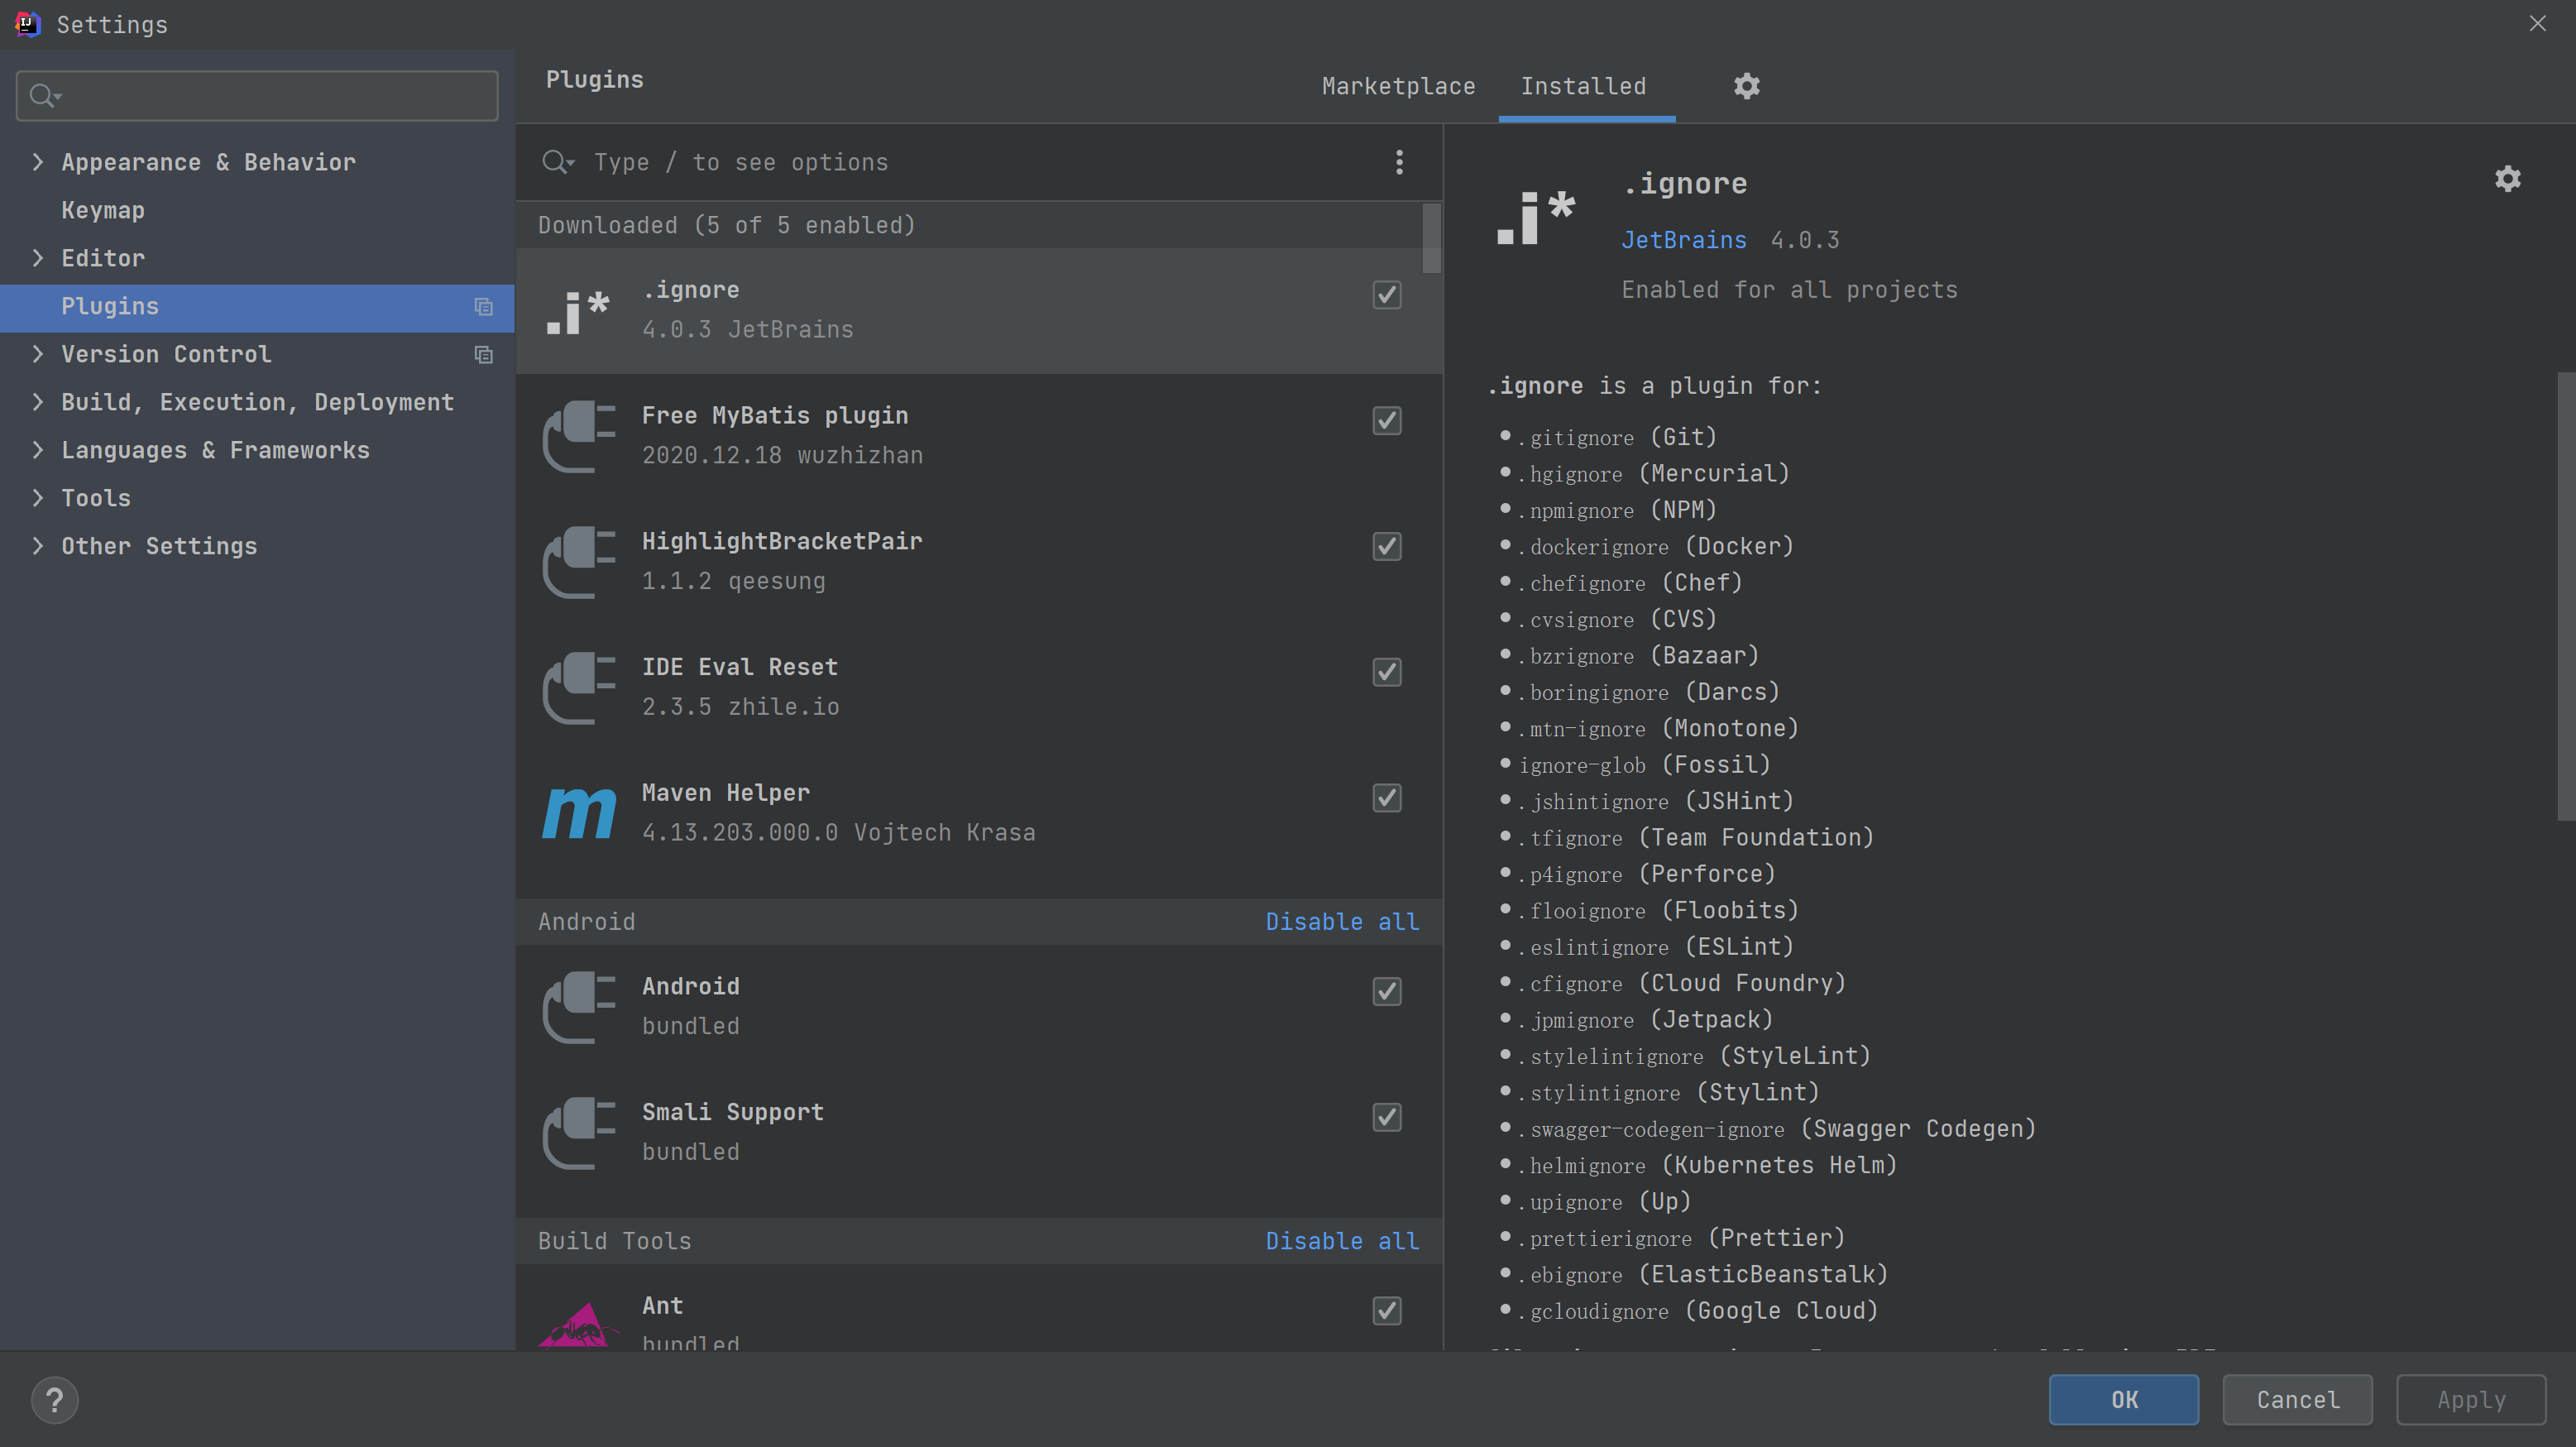 Settings
Appearance & Behavior
Keymap
Editor
Plugins
Version Control
Build, Execution, Deployment
Languages & Frameworks
Tools
Other Settings
Plugins
Marketplace
Installed
Type / to see options
Downloaded (5 of 5 enabled)
.i*
.ignore
4.0.3 JetBrains
Free MyBatis plugin
2020.12.18 wuzhizhan
HighlightBracketPair
1.1.2 qeesung
IDE Eval Reset
2.3.5 zhile.io
m
Maven Helper
4.13.203.000.0 Vojtech Krasa
Android
Disable all
Android
bundled
Smali Support
bundled
Build Tools
Disable all
Ant
bundled
.i*
.ignore
JetBrains 4.0.3
Enabled for all projects
.ignore is a plugin for:
.gitignore (Git)
.hgignore (Mercurial)
.npmignore (NPM)
.dockerignore (Docker)
.chefignore (Chef)
.cvsignore (CVS)
.bzrignore (Bazaar)
.boringignore (Darcs)
.mtn-ignore (Monotone)
ignore-glob (Fossil)
.jshintignore (JSHint)
.tfignore (Team Foundation)
.p4ignore (Perforce)
.flooignore (Floobits)
.eslintignore (ESLint)
.cfignore (Cloud Foundry)
.jpmignore (Jetpack)
.stylelintignore (StyleLint)
.stylintignore (Stylint)
.swagger-codegen-ignore (Swagger Codegen)
.helmignore (Kubernetes Helm)
.upignore (Up)
.prettierignore (Prettier)
.ebignore (ElasticBeanstalk)
.gcloudignore (Google Cloud)
?
OK
Cancel
Apply